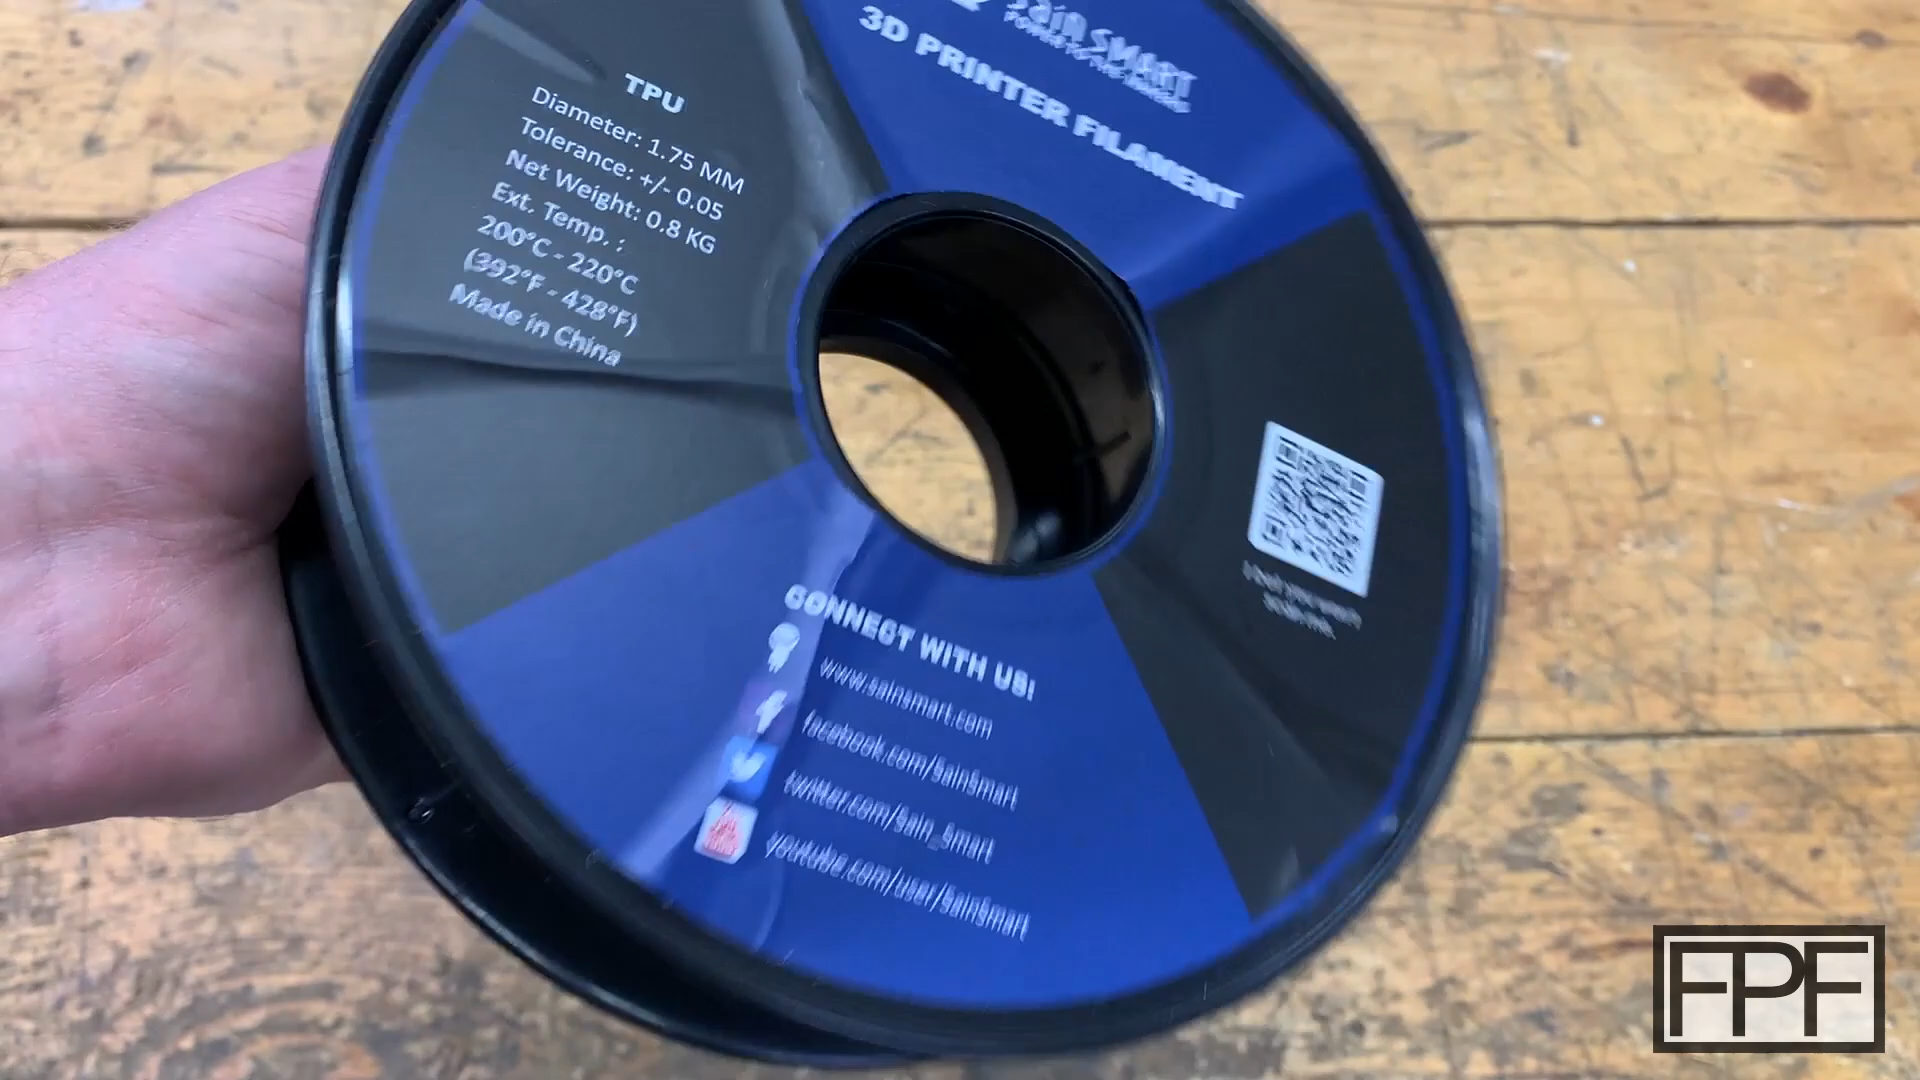 Sain SMART
3D PRINTER FILAMENT
TPU
Diameter: 1.75 MM
Tolerance: +/- 0.05
Net Weight: 0.8 KG
Ext. Temp. :
200°C - 220°C
(392°F - 428°F)
Made in China
CONNECT WITH US:
www.sainsmart.com
facebook.com/SainSmart
twitter.com/Sain_Smart
youtube.com/user/SainSmart
FPF